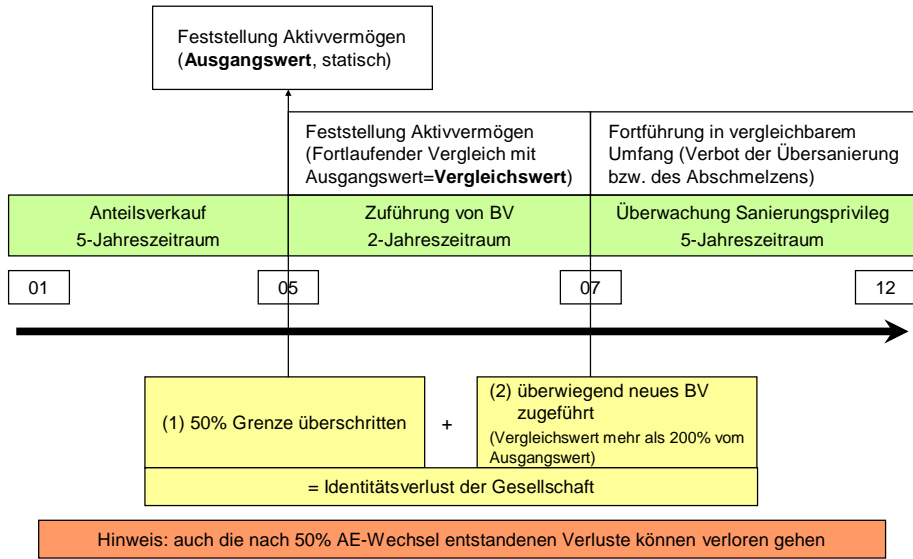 Feststellung Aktivvermögen
(Ausgangswert, statisch)
Feststellung Aktivvermögen
(Fortlaufender Vergleich mit
Ausgangswert=Vergleichswert)
Fortführung in vergleichbarem
Umfang (Verbot der Übersanierung
bzw. des Abschmelzens)
Anteilsverkauf
5-Jahreszeitraum
Zuführung von BV
2-Jahreszeitraum
Überwachung Sanierungsprivileg
5-Jahreszeitraum
01
05
07
12
(1) 50% Grenze überschritten
+
(2) überwiegend neues BV
zugeführt
(Vergleichswert mehr als 200% vom
Ausgangswert)
= Identitätsverlust der Gesellschaft
Hinweis: auch die nach 50% AE-Wechsel entstandenen Verluste können verloren gehen